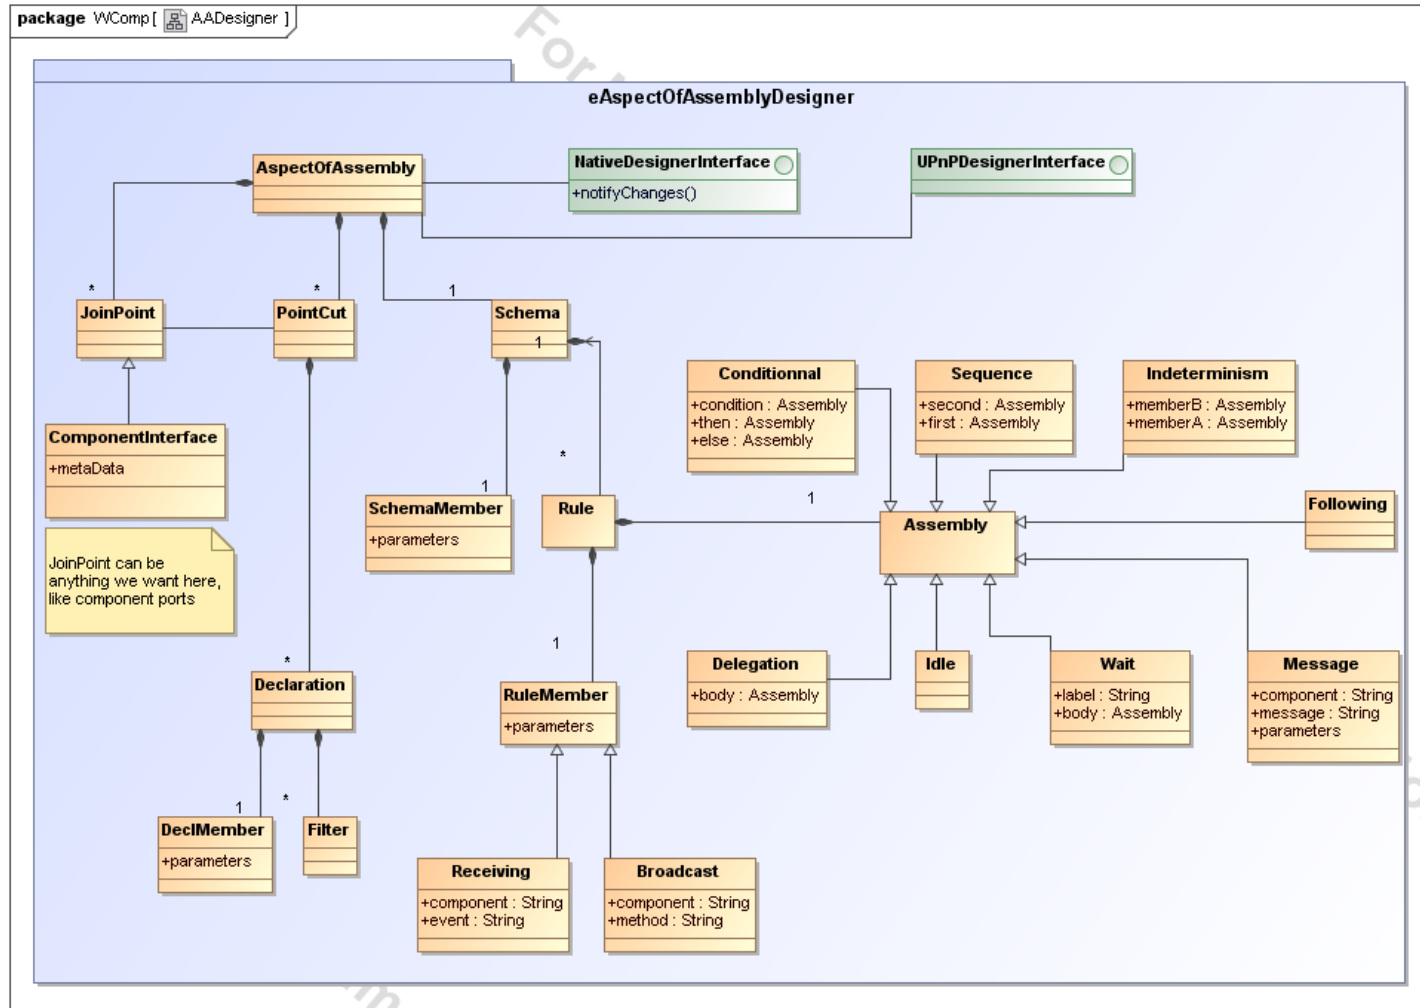 package WComp[ AADesigner ]
For
eAspectOfAssemblyDesigner
AspectOfAssembly
NativeDesignerInterface
+notifyChanges()
UPnPDesignerInterface
*
JoinPoint
*
PointCut
1
Schema
1
ComponentInterface
+metaData
JoinPoint can be
anything we want here,
like component ports
1
SchemaMember
+parameters
*
Rule
1
Conditionnal
+condition : Assembly
+then : Assembly
+else : Assembly
Sequence
+second : Assembly
+first : Assembly
Indeterminism
+memberB : Assembly
+memberA : Assembly
Assembly
Following
*
Declaration
1
RuleMember
+parameters
Delegation
+body : Assembly
Idle
Wait
+label : String
+body : Assembly
Message
+component : String
+message : String
+parameters
1
DeclMember
+parameters
*
Filter
Receiving
+component : String
+event : String
Broadcast
+component : String
+method : String